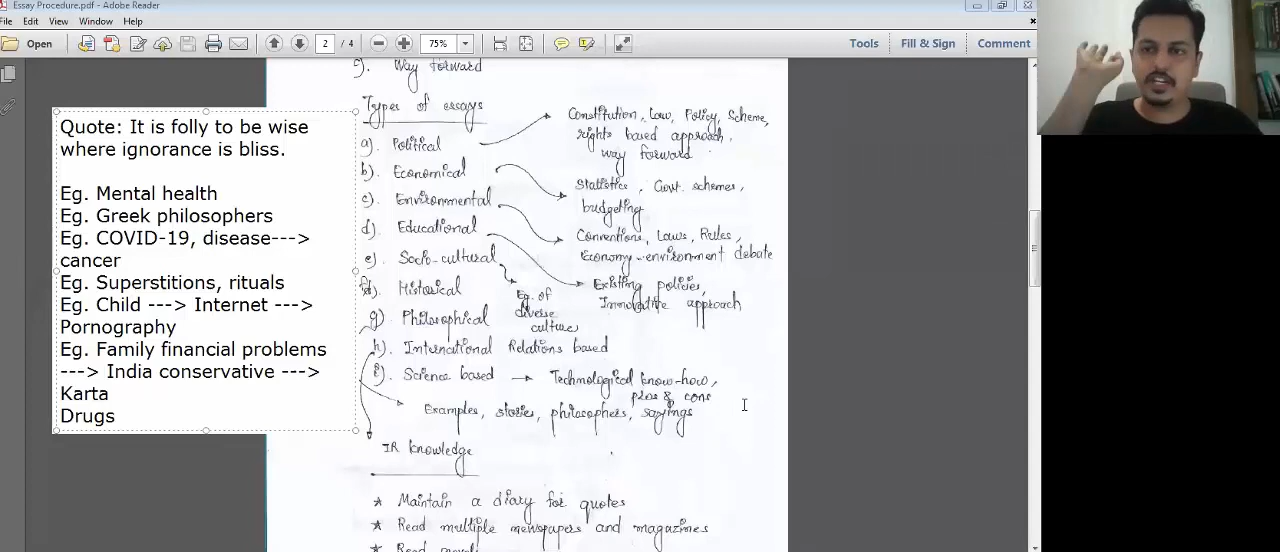 Essay Procedure.pdf - Adobe Reader
File Edit View Window Help
Open
2 / 4
75%
Tools Fill & Sign Comment
Quote: It is folly to be wise
where ignorance is bliss.
Eg. Mental health
Eg. Greek philosophers
Eg. COVID-19, disease--->
cancer
Eg. Superstitions, rituals
Eg. Child ---> Internet --->
Pornography
Eg. Family financial problems
---> India conservative --->
Karta
Drugs
Way forward
Types of essays
a). Political
Constitution, Law, Policy, Scheme,
rights based approach,
way forward
b). Economical
Statistics, Govt. schemes,
budgeting
c). Environmental
Conventions, Laws, Rules,
Economy-environment debate
d). Educational
Existing policies,
Innovative approach
e). Socio-cultural
Eg. of
diverse
cultures
Historical
g). Philosophical
h). International Relations based
i). Science based → Technological know-how,
pros & cons
Examples, stories, philosophers, sayings
IR knowledge
* Maintain a diary for quotes
* Read multiple newspapers and magazines
* Read novels